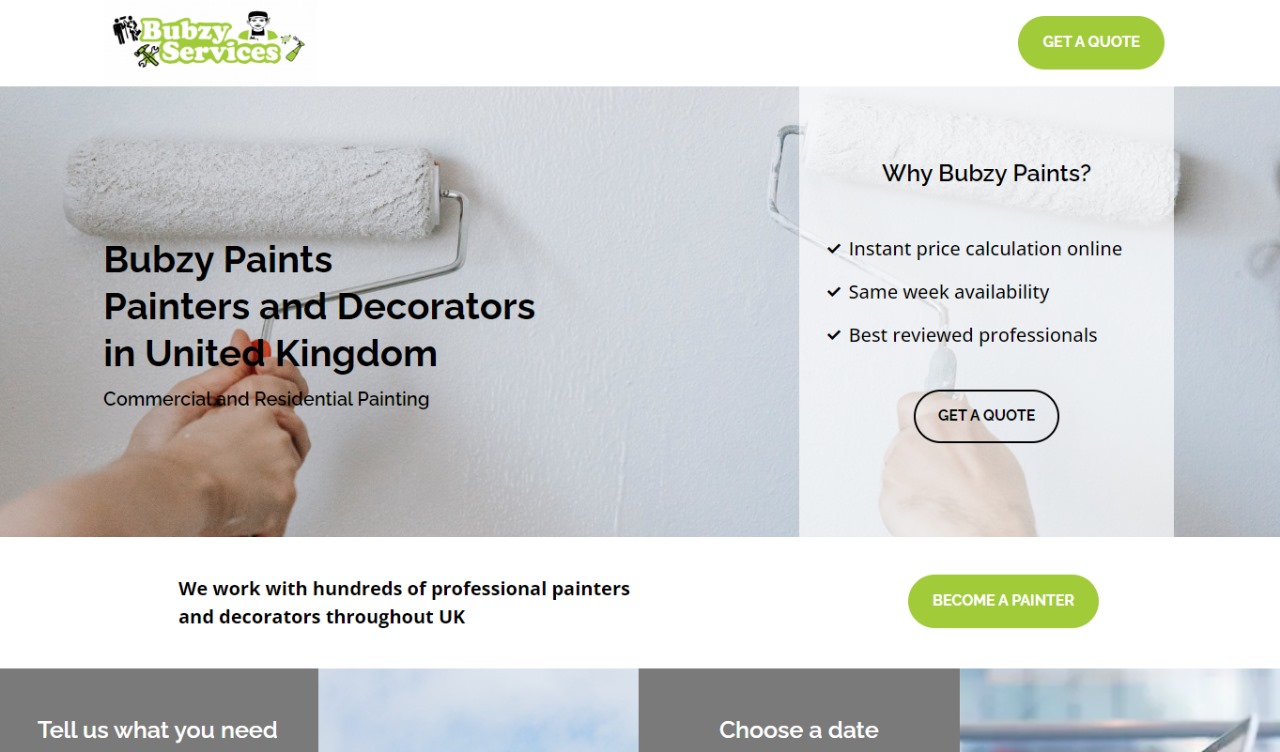 Bubzy
Services
GET A QUOTE
Why Bubzy Paints?
Bubzy Paints
Painters and Decorators
in United Kingdom
Commercial and Residential Painting
Instant price calculation online
Same week availability
Best reviewed professionals
GET A QUOTE
We work with hundreds of professional painters
and decorators throughout UK
BECOME A PAINTER
Tell us what you need
Choose a date